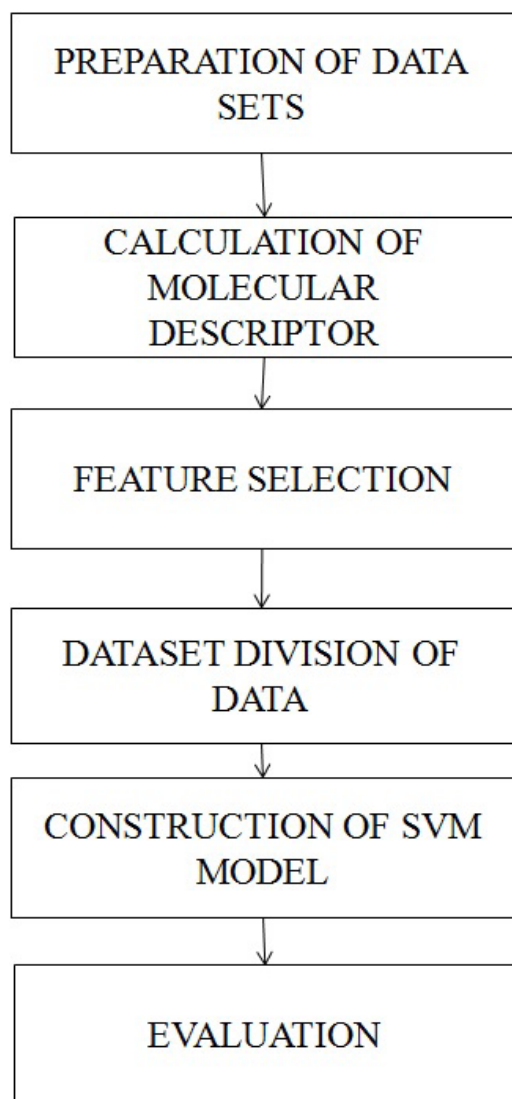 PREPARATION OF DATA
SETS
CALCULATION OF
MOLECULAR
DESCRIPTOR
FEATURE SELECTION
DATASET DIVISION OF
DATA
CONSTRUCTION OF SVM
MODEL
EVALUATION